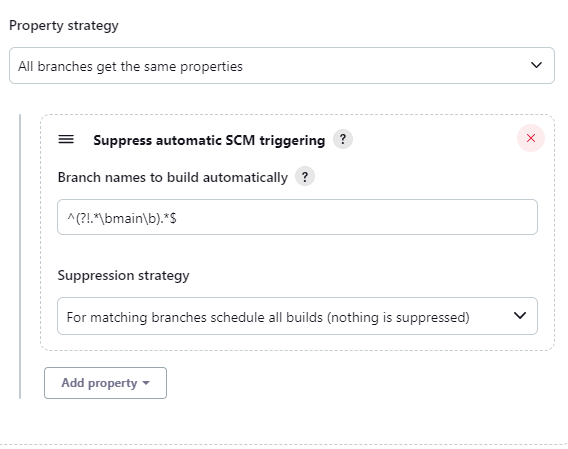 Property strategy
All branches get the same properties
Suppress automatic SCM triggering ?
Branch names to build automatically ?
^(?!.*\bmain\b).*$
Suppression strategy
For matching branches schedule all builds (nothing is suppressed)
Add property